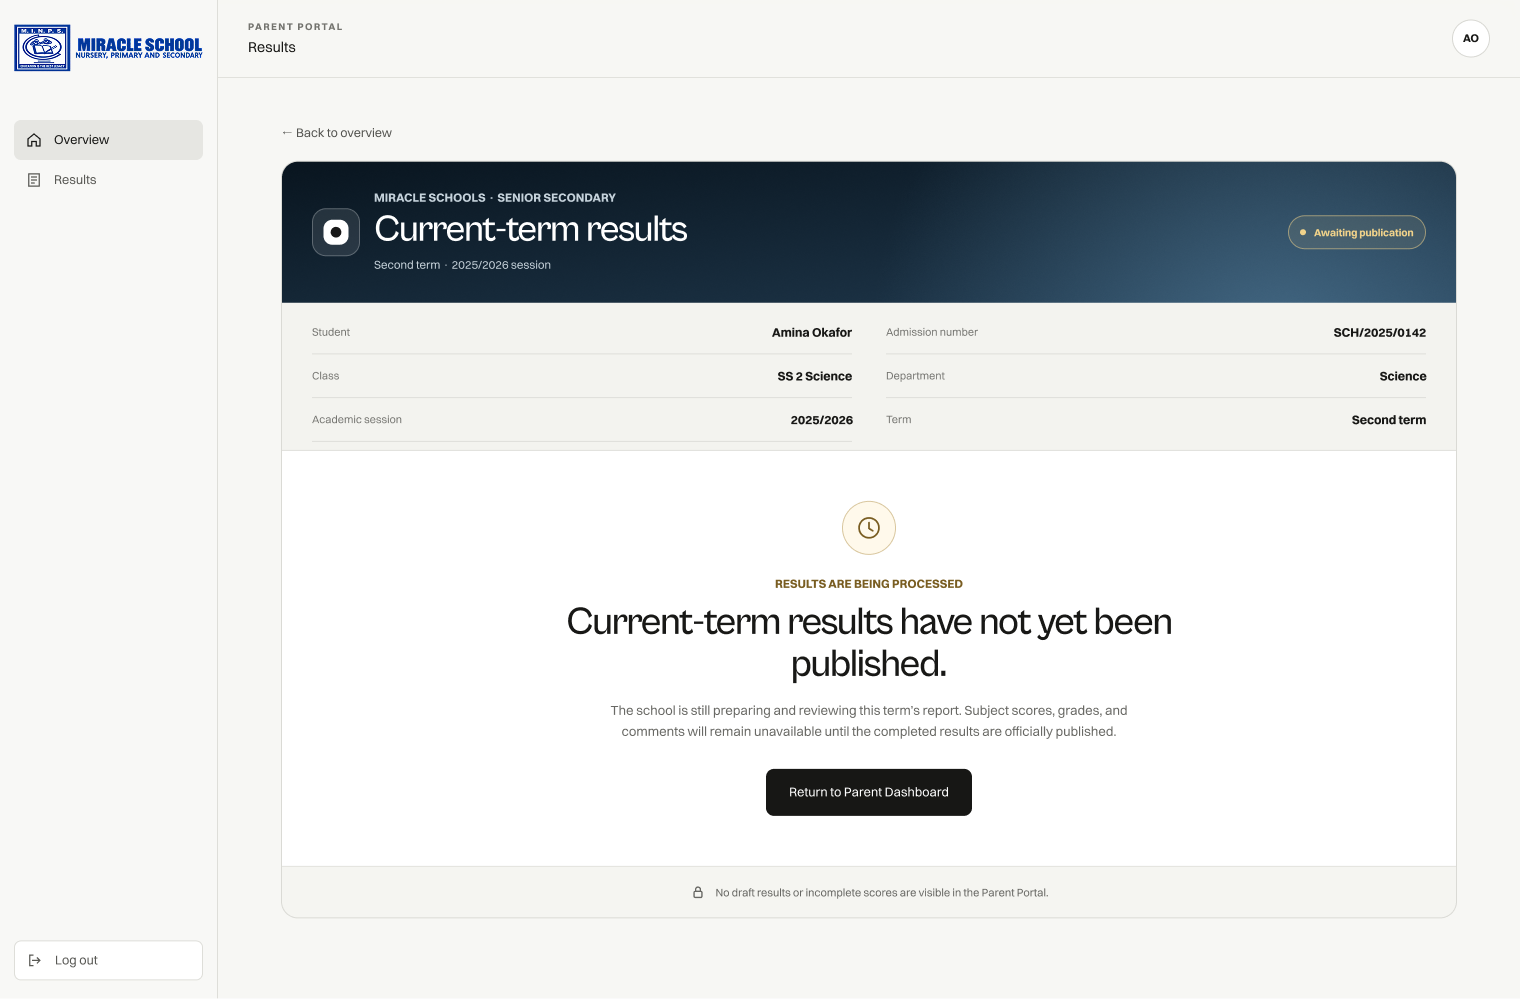 M.I.N.P.S.
MIRACLE SCHOOL
NURSERY, PRIMARY AND SECONDARY
PARENT PORTAL
Results
AO
Overview
Results
← Back to overview
MIRACLE SCHOOLS · SENIOR SECONDARY
Current-term results
Second term · 2025/2026 session
Awaiting publication
Student Amina Okafor
Admission number SCH/2025/0142
Class SS 2 Science
Department Science
Academic session 2025/2026
Term Second term
RESULTS ARE BEING PROCESSED
Current-term results have not yet been
published.
The school is still preparing and reviewing this term’s report. Subject scores, grades, and
comments will remain unavailable until the completed results are officially published.
Return to Parent Dashboard
No draft results or incomplete scores are visible in the Parent Portal.
Log out